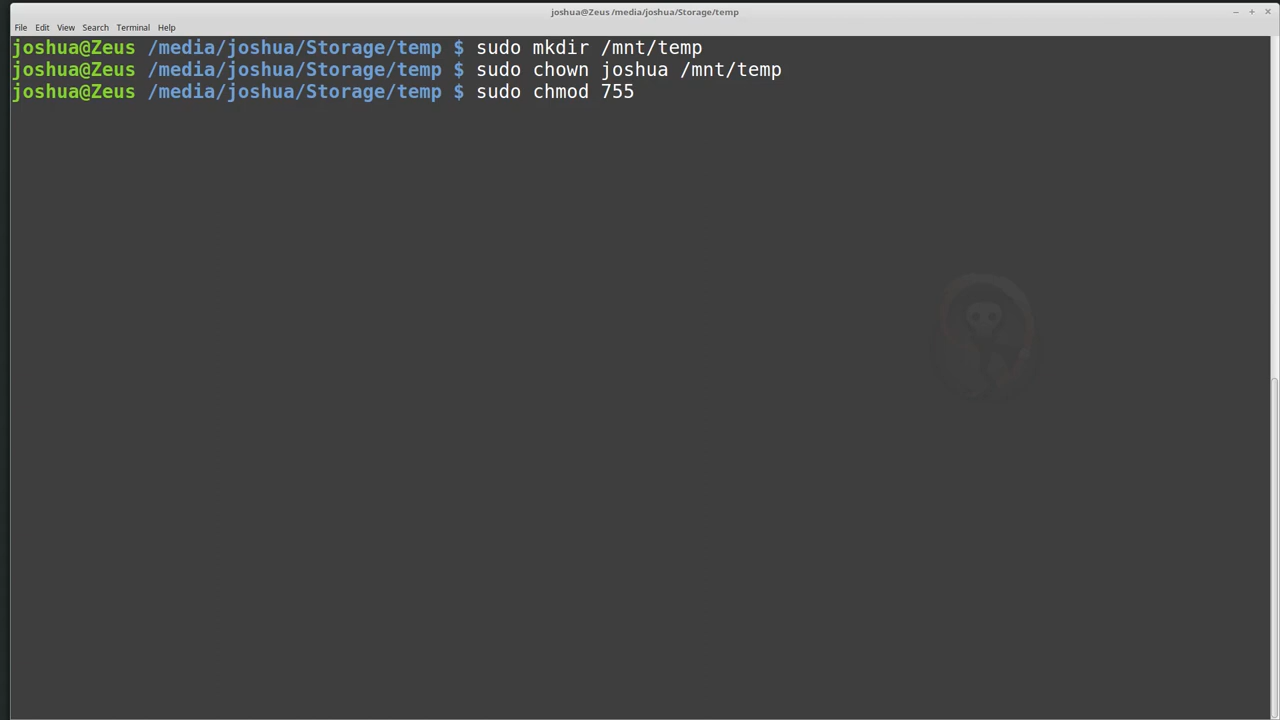 joshua@Zeus /media/joshua/Storage/temp
File Edit View Search Terminal Help
joshua@Zeus /media/joshua/Storage/temp $ sudo mkdir /mnt/temp
joshua@Zeus /media/joshua/Storage/temp $ sudo chown joshua /mnt/temp
joshua@Zeus /media/joshua/Storage/temp $ sudo chmod 755